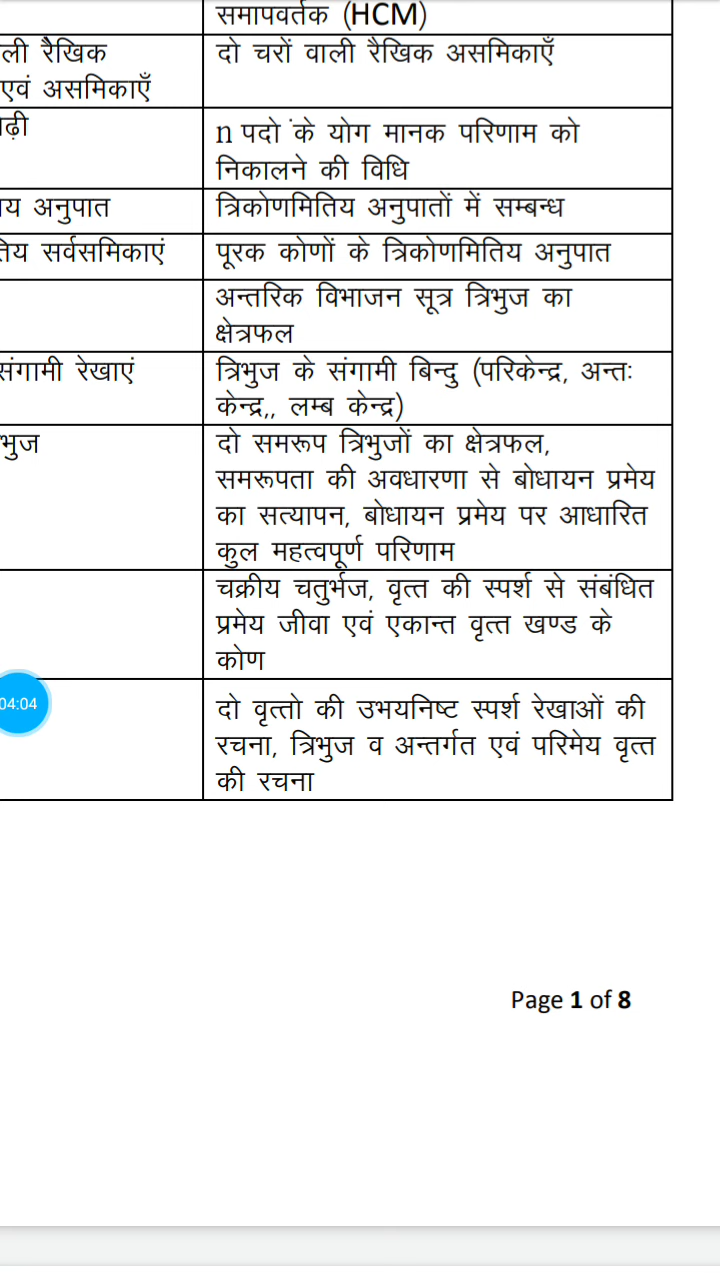 समापवर्तक (HCM)
ली रैखिक
एवं असमिकाएँ
दो चरों वाली रैखिक असमिकाएँ
ढ़ी
n पदो ंके योग मानक परिणाम को
निकालने की विधि
य अनुपात
त्रिकोणमितिय अनुपातों में सम्बन्ध
तिय सर्वसमिकाएं
पूरक कोणों के त्रिकोणमितिय अनुपात
अन्तरिक विभाजन सूत्र त्रिभुज का
क्षेत्रफल
संगामी रेखाएं
त्रिभुज के संगामी बिन्दु (परिकेन्द्र, अन्तः
केन्द्र,, लम्ब केन्द्र)
भुज
दो समरूप त्रिभुजों का क्षेत्रफल,
समरूपता की अवधारणा से बोधायन प्रमेय
का सत्यापन, बोधायन प्रमेय पर आधारित
कुल महत्वपूर्ण परिणाम
चक्रीय चतुर्भज, वृत्त की स्पर्श से संबंधित
प्रमेय जीवा एवं एकान्त वृत्त खण्ड के
कोण
04:04
दो वृत्तो की उभयनिष्ट स्पर्श रेखाओं की
रचना, त्रिभुज व अन्तर्गत एवं परिमेय वृत्त
की रचना
Page 1 of 8